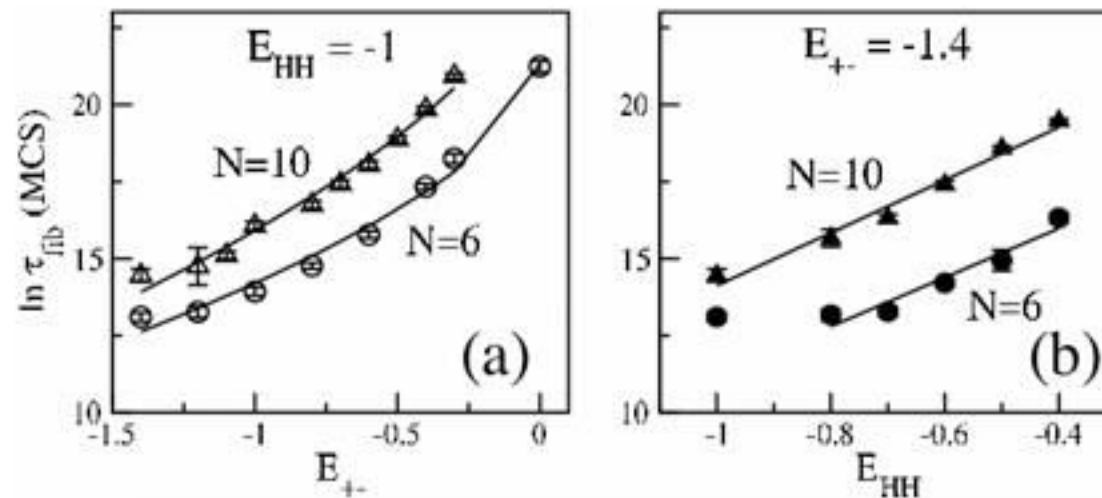 E_HH = -1
N=10
N=6
(a)
ln τ_fib (MCS)
20
15
10
-1.5
-1
-0.5
0
E_+-
E_+- = -1.4
N=10
N=6
(b)
20
15
10
-1
-0.8
-0.6
-0.4
E_HH